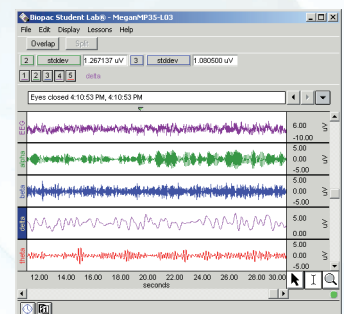 Biopac Student Lab® - MeganMP35-L03
File Edit Display Lessons Help
Overlap Split
2 stddev 1.267137 uV 3 stddev 1.080500 uV
1 2 3 4 5 delta
Eyes closed 4:10:53 PM, 4:10:53 PM
EEG 6.00 uV -10.00
alpha 5.00 0.00 uV -5.00
beta 5.00 0.00 uV -5.00
delta 5.00 uV 0.00
theta 5.00 0.00 uV -5.00
12.00 14.00 16.00 18.00 20.00 22.00 24.00 26.00 28.00 30.00
seconds